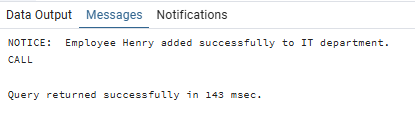 Data Output Messages Notifications
NOTICE:  Employee Henry added successfully to IT department.
CALL
Query returned successfully in 143 msec.